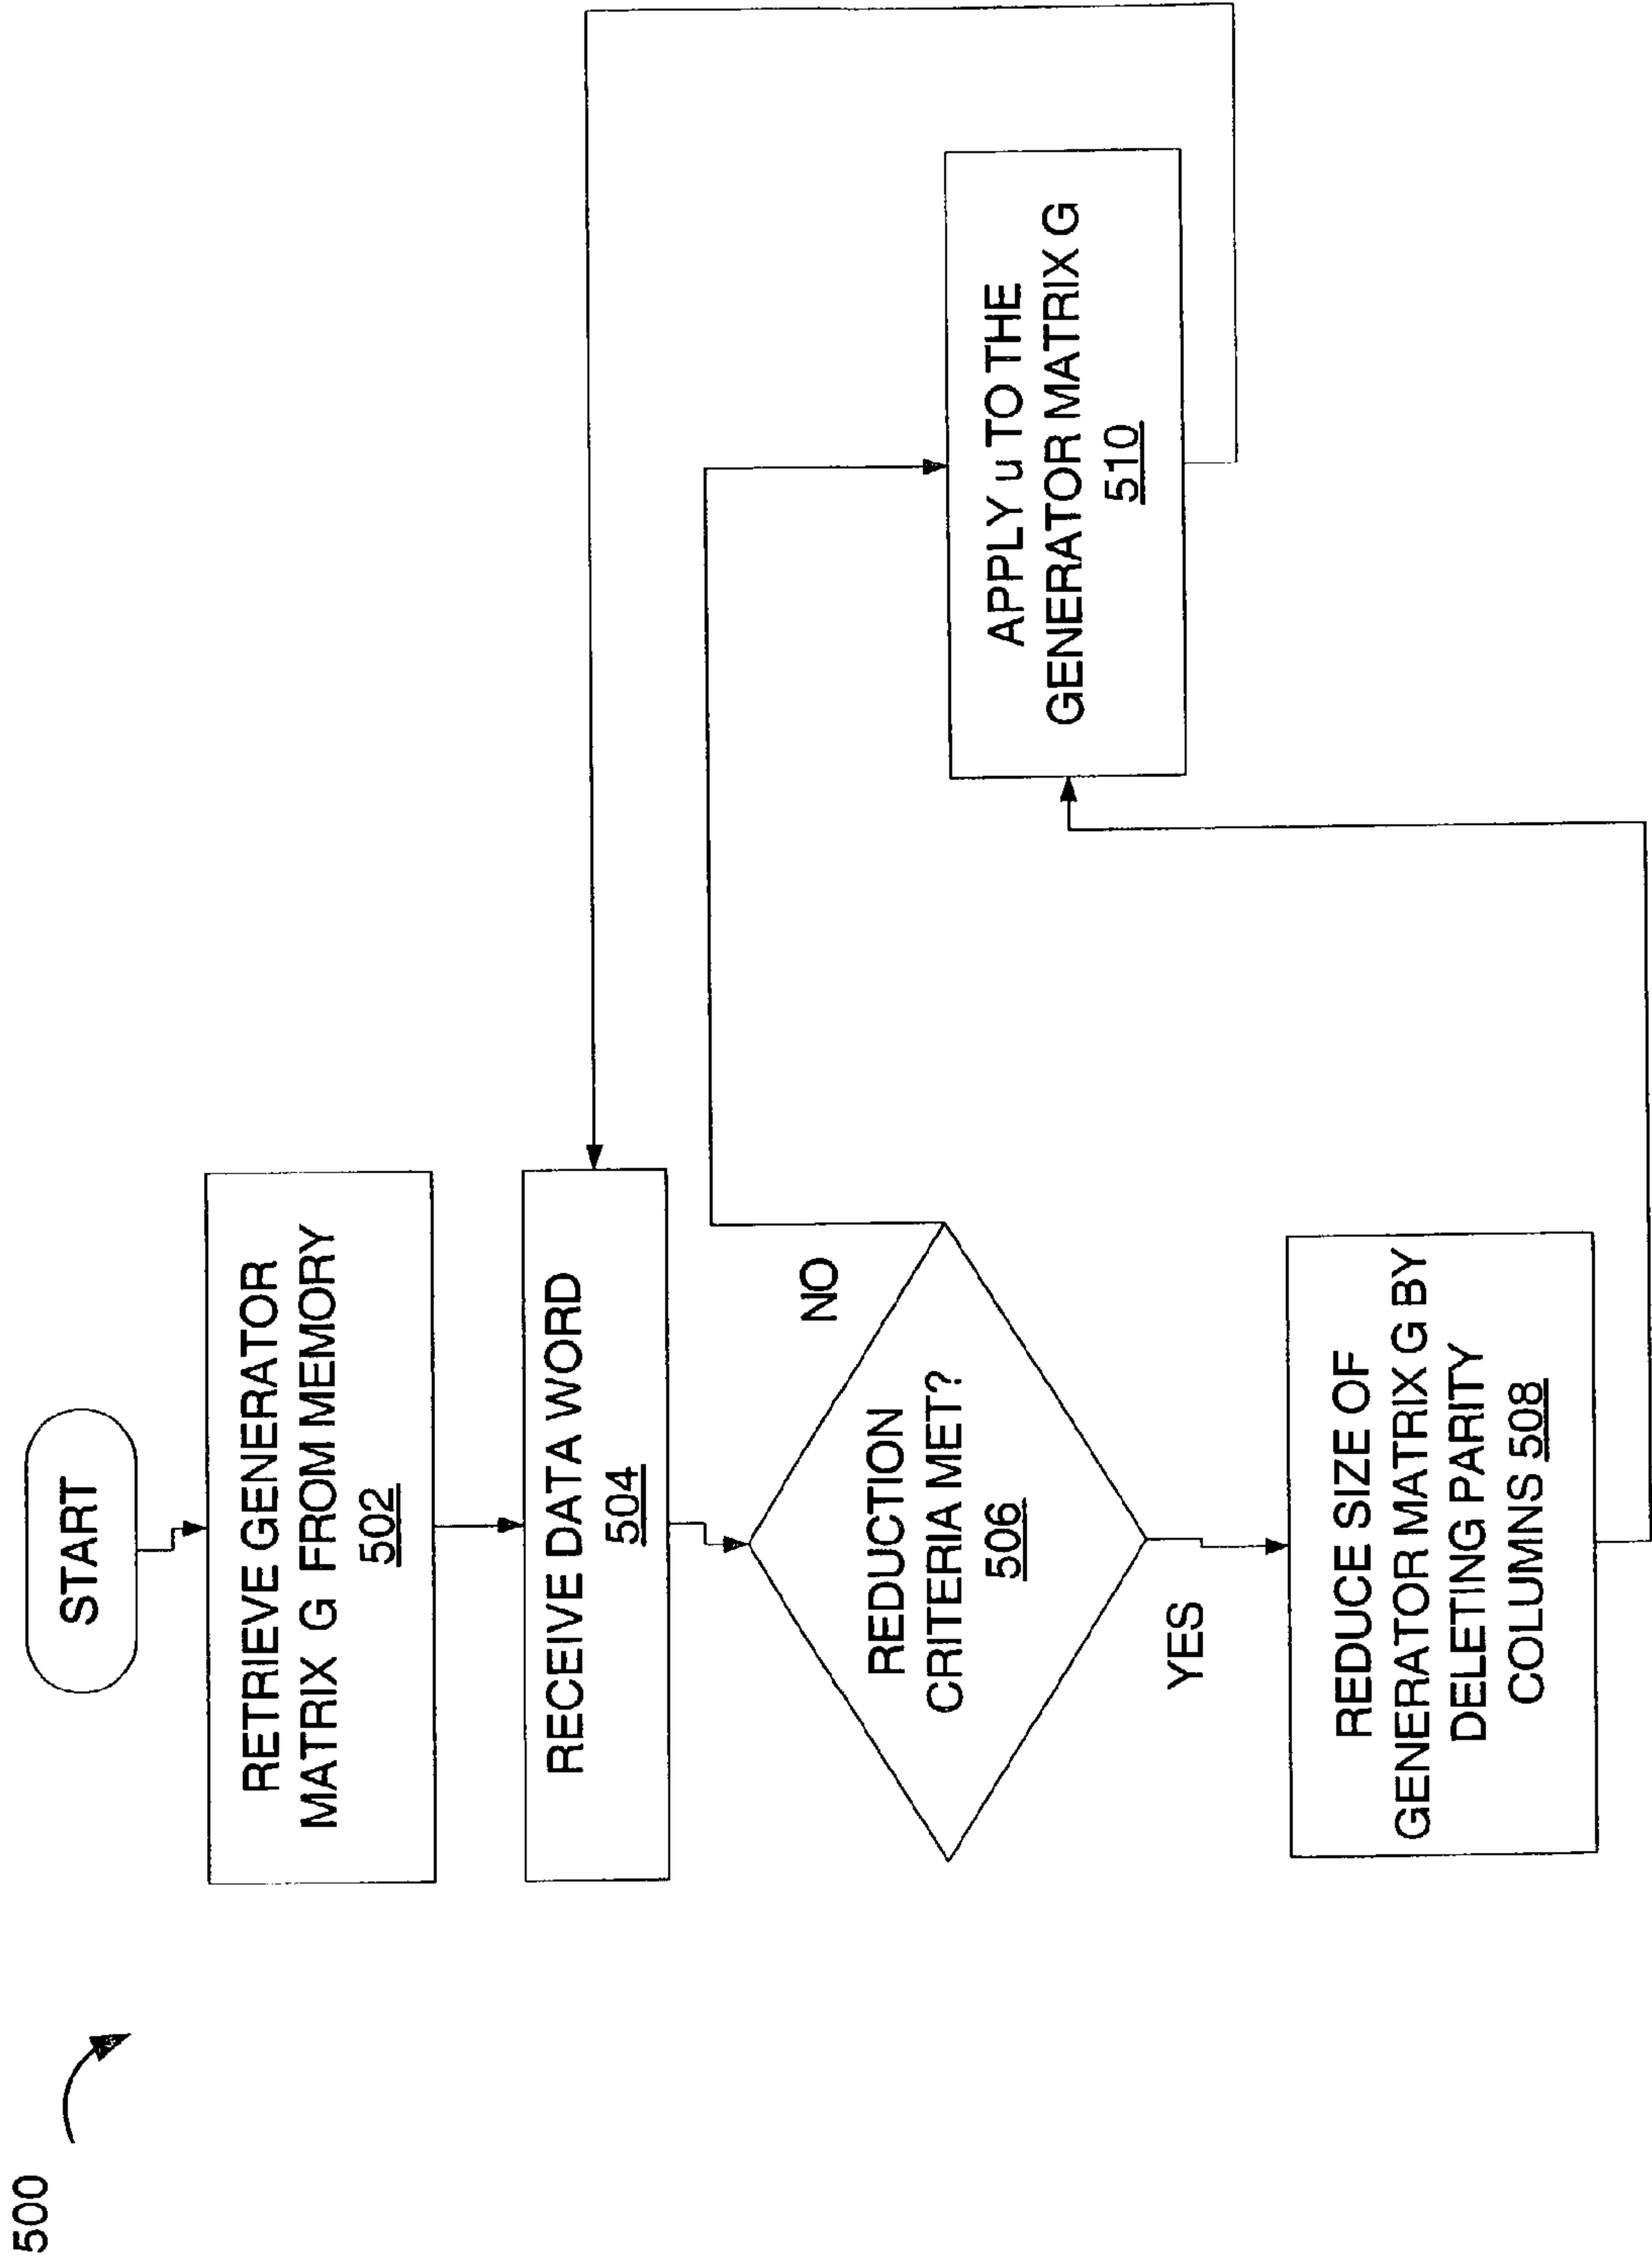 500
START
RETRIEVE GENERATOR
MATRIX G FROM MEMORY
502
RECEIVE DATA WORD
504
REDUCTION
CRITERIA MET?
506
NO
YES
REDUCE SIZE OF
GENERATOR MATRIX G BY
DELETING PARITY
COLUMNS 508
APPLY u TO THE
GENERATOR MATRIX G
510